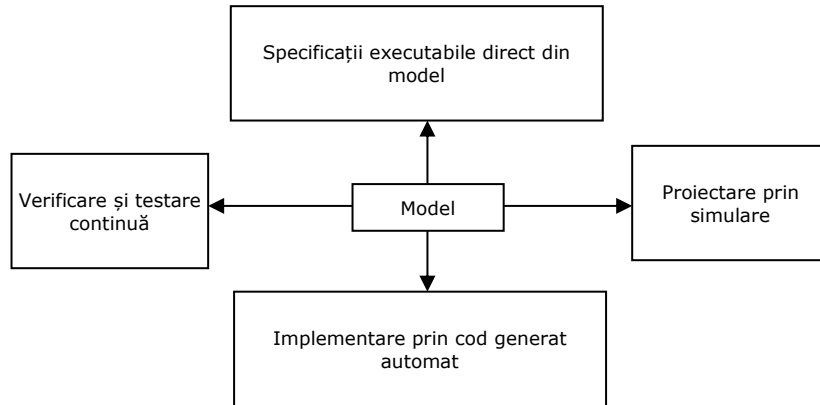 Specificații executabile direct din
model
Verificare și testare
continuă
Model
Proiectare prin
simulare
Implementare prin cod generat
automat